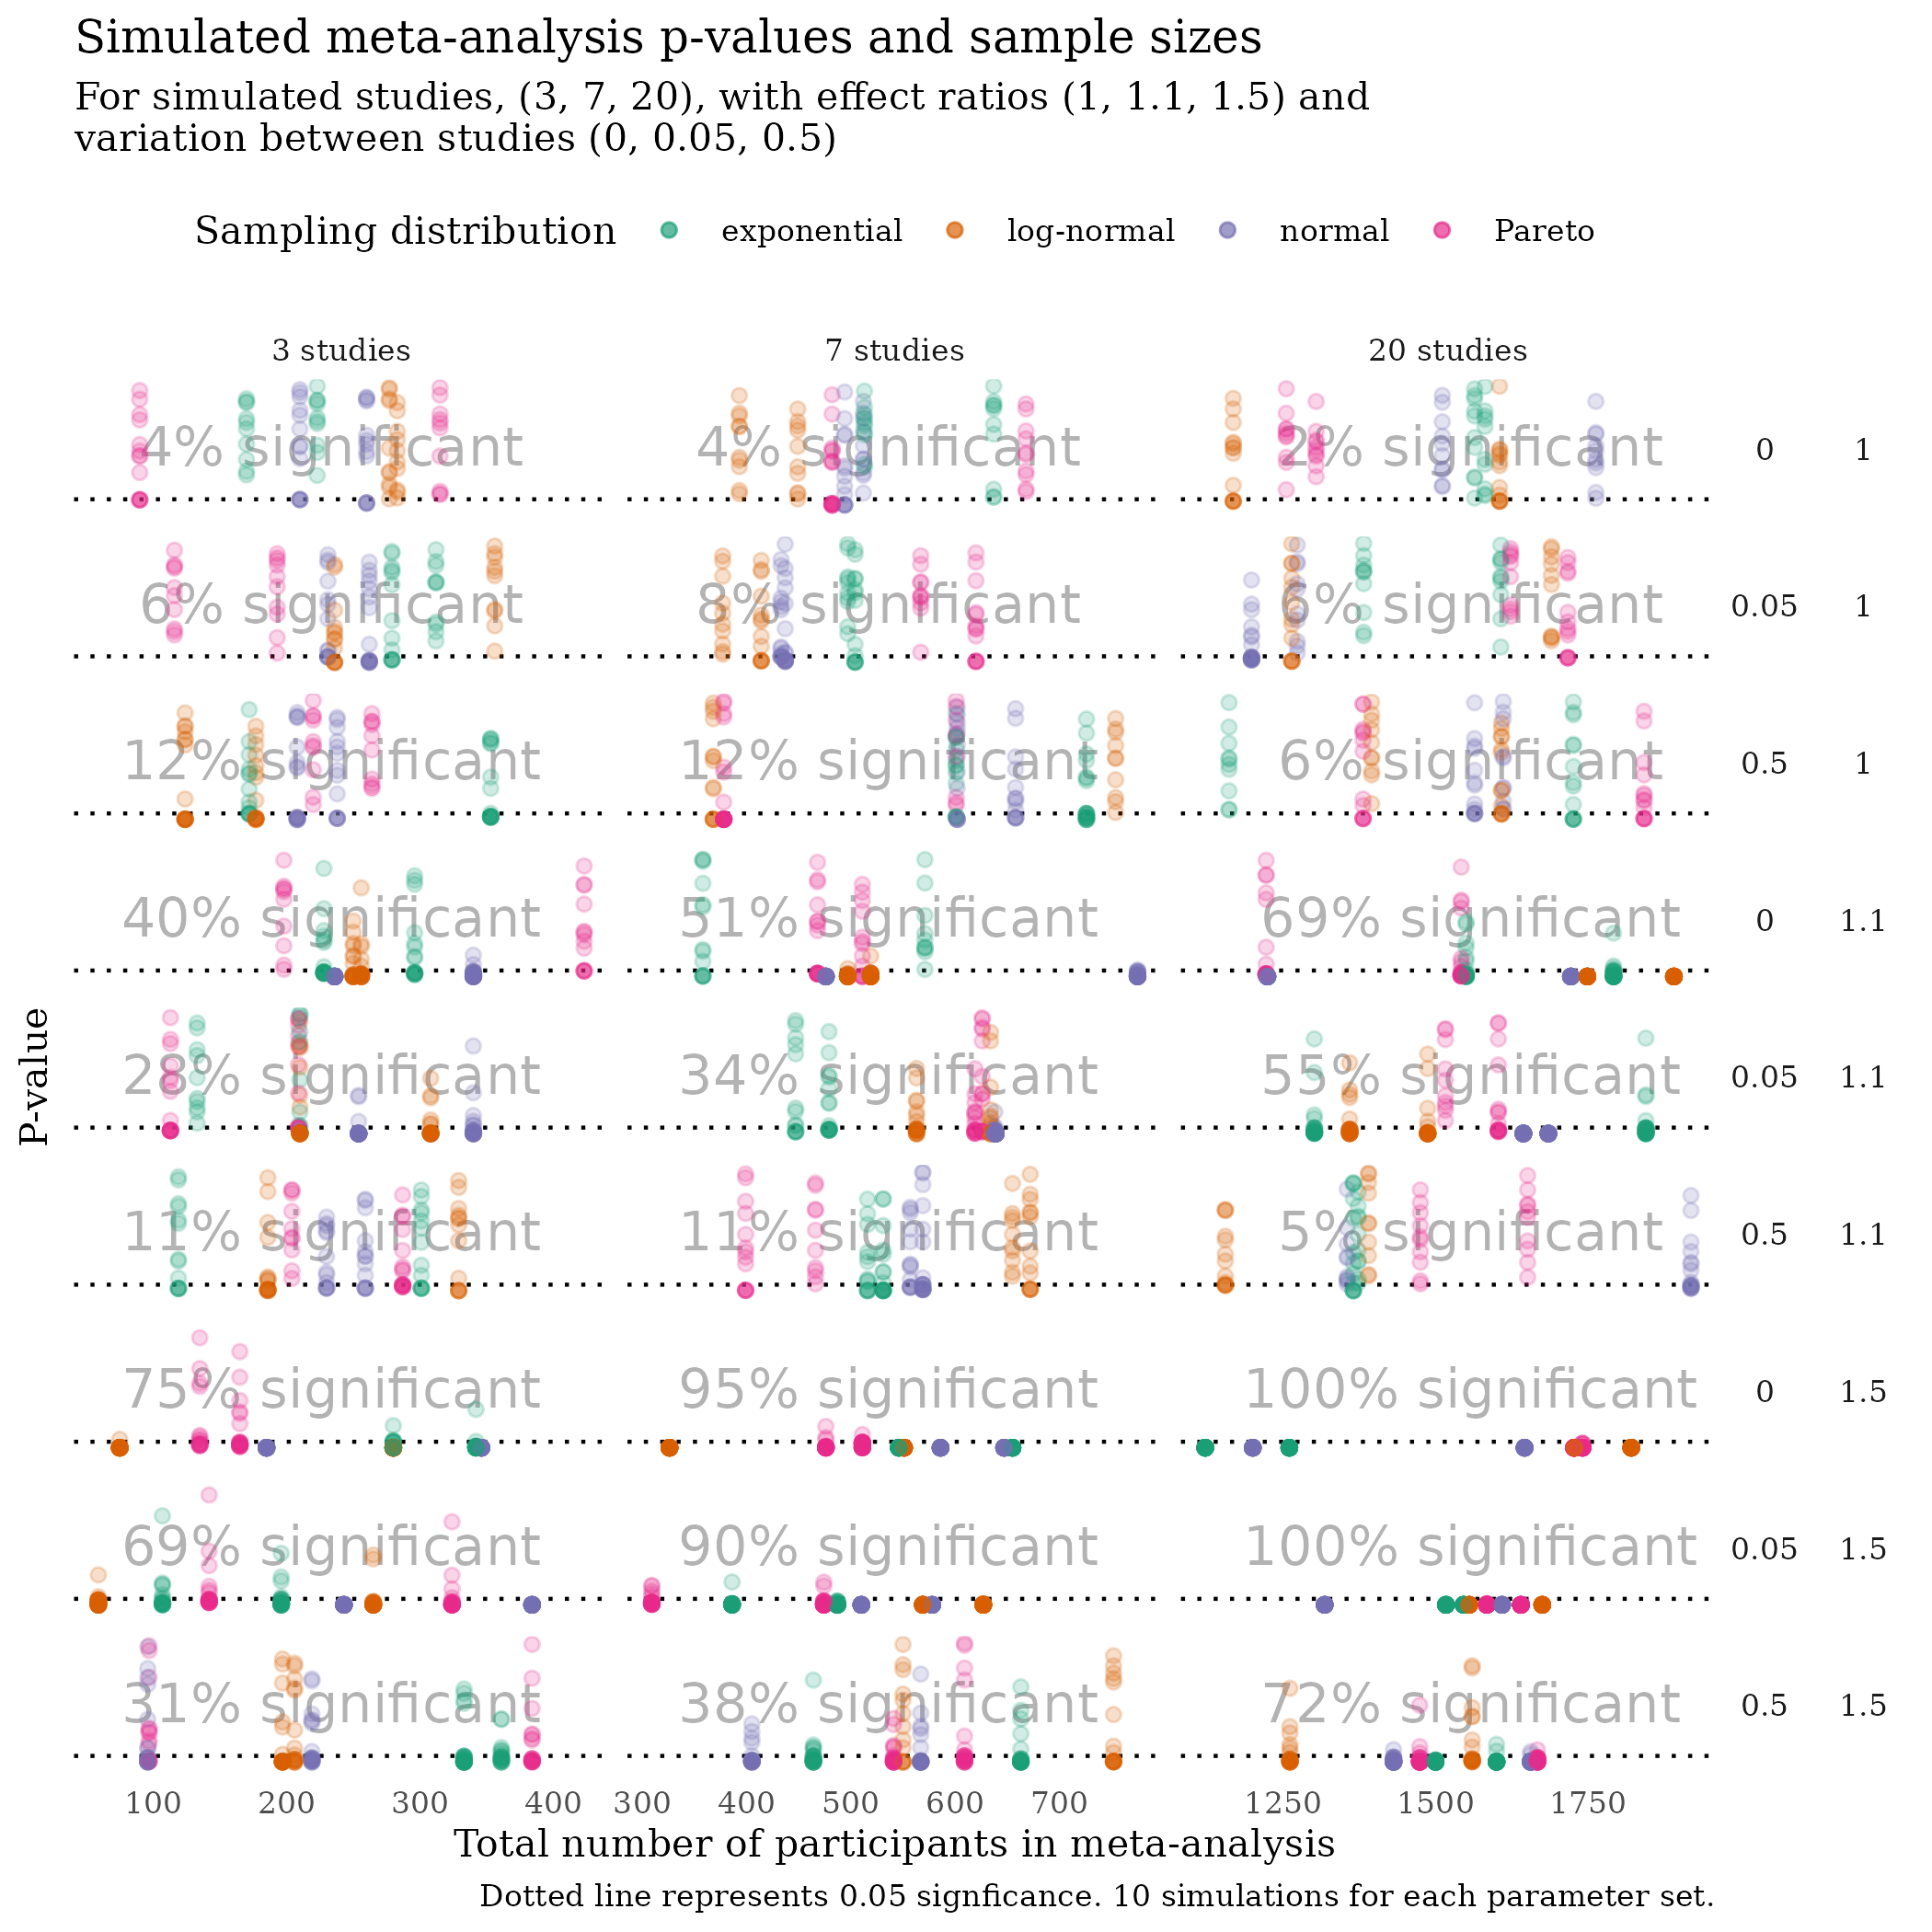 Simulated meta-analysis p-values and sample sizes
For simulated studies, (3, 7, 20), with effect ratios (1, 1.1, 1.5) and
variation between studies (0, 0.05, 0.5)
Sampling distribution exponential log-normal normal Pareto
3 studies 7 studies 20 studies
4% significant 4% significant 2% significant 0 1
6% significant 8% significant 6% significant 0.05 1
12% significant 12% significant 6% significant 0.5 1
40% significant 51% significant 69% significant 0 1.1
28% significant 34% significant 55% significant 0.05 1.1
11% significant 11% significant 5% significant 0.5 1.1
75% significant 95% significant 100% significant 0 1.5
69% significant 90% significant 100% significant 0.05 1.5
31% significant 38% significant 72% significant 0.5 1.5
P-value
100 200 300 400 300 400 500 600 700 1250 1500 1750
Total number of participants in meta-analysis
Dotted line represents 0.05 signficance. 10 simulations for each parameter set.